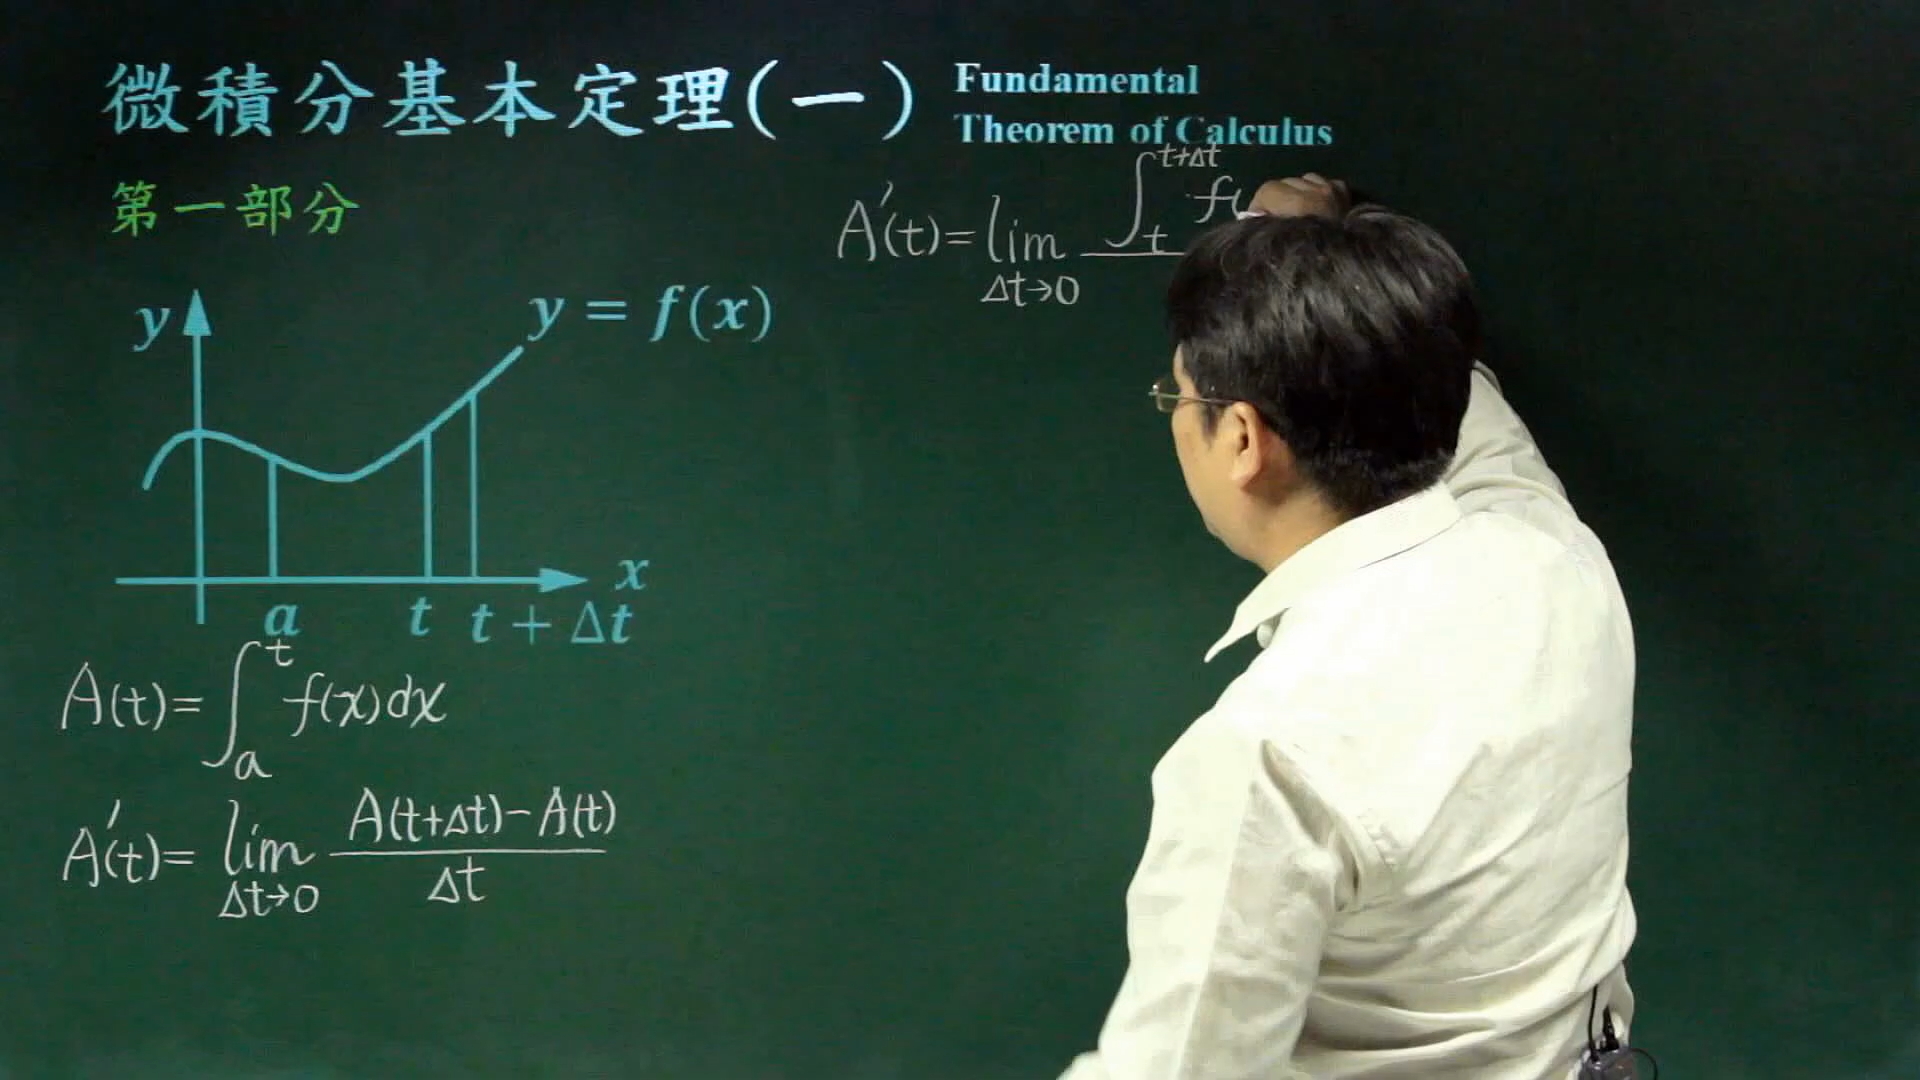 微積分基本定理(一)
Fundamental
Theorem of Calculus
第一部分
y
y = f(x)
x
a t t + Δt
A(t)=∫_a^t f(x)dx
A'(t)= lim_{Δt→0} (A(t+Δt)-A(t))/Δt
A'(t)= lim_{Δt→0} ∫_t^{t+Δt} f(